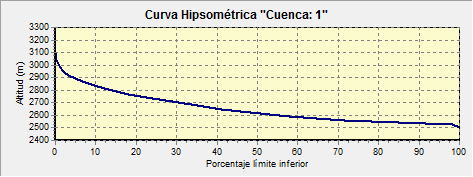 Curva Hipsométrica "Cuenca: 1"
3300
3200
3100
3000
2900
2800
2700
2600
2500
2400
Altitud (m)
0 10 20 30 40 50 60 70 80 90 100
Porcentaje límite inferior